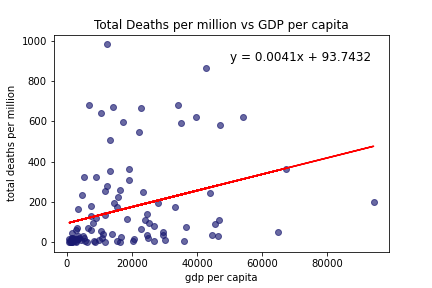 Total Deaths per million vs GDP per capita
y = 0.0041x + 93.7432
total deaths per million
1000
800
600
400
200
0
0 20000 40000 60000 80000
gdp per capita